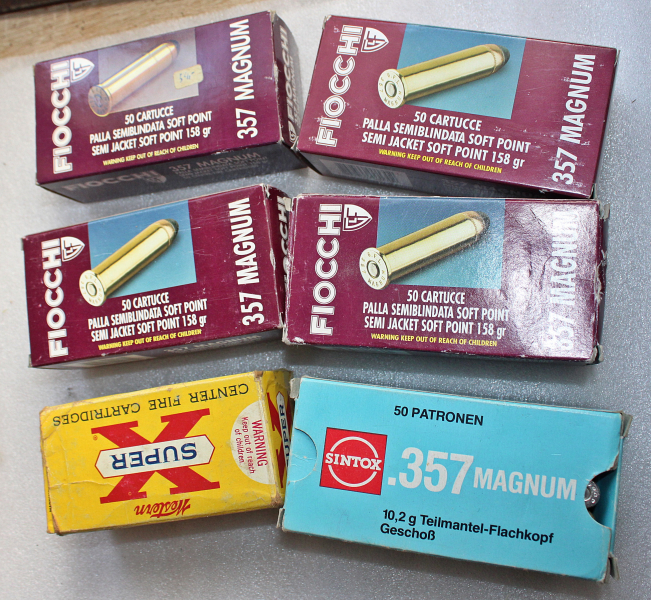 FIOCCHI
50 CARTUCCE
PALLA SEMIBLINDATA SOFT POINT
SEMI JACKET SOFT POINT 158 gr
WARNING KEEP OUT OF REACH OF CHILDREN
357 MAGNUM
FIOCCHI
FIOCCHI
357 MAGNUM
FIOCCHI
50 CARTUCCE
PALLA SEMIBLINDATA SOFT POINT
SEMI JACKET SOFT POINT 158 gr
WARNING KEEP OUT OF REACH OF CHILDREN
357 MAGNUM
FIOCCHI
50 CARTUCCE
PALLA SEMIBLINDATA SOFT POINT
SEMI JACKET SOFT POINT 158 gr
WARNING KEEP OUT OF REACH OF CHILDREN
357 MAGNUM
FIOCCHI
FIOCCHI
50 CARTUCCE
PALLA SEMIBLINDATA SOFT POINT
SEMI JACKET SOFT POINT 158 gr
WARNING KEEP OUT OF REACH OF CHILDREN
357 MAGNUM
CENTER FIRE CARTRIDGES
SUPER
X
Western
WARNING
Keep out of reach
of children
50 PATRONEN
SINTOX
.357 MAGNUM
10,2 g Teilmantel-Flachkopf
Geschoß